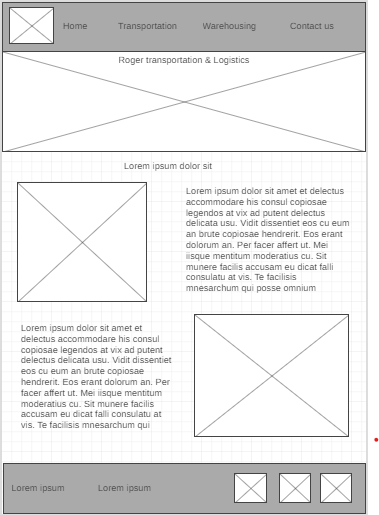 Home Transportation Warehousing Contact us
Roger transportation & Logistics
Lorem ipsum dolor sit
Lorem ipsum dolor sit amet et delectus
accommodare his consul copiosae
legendos at vix ad putent delectus
delicata usu. Vidit dissentiet eos cu eum
an brute copiosae hendrerit. Eos erant
dolorum an. Per facer affert ut. Mei
iisque mentitum moderatius cu. Sit
munere facilis accusam eu dicat falli
consulatu at vis. Te facilisis
mnesarchum qui posse omnium
Lorem ipsum dolor sit amet et
delectus accommodare his consul
copiosae legendos at vix ad putent
delectus delicata usu. Vidit dissentiet
eos cu eum an brute copiosae
hendrerit. Eos erant dolorum an. Per
facer affert ut. Mei iisque mentitum
moderatius cu. Sit munere facilis
accusam eu dicat falli consulatu at
vis. Te facilisis mnesarchum qui
Lorem ipsum Lorem ipsum